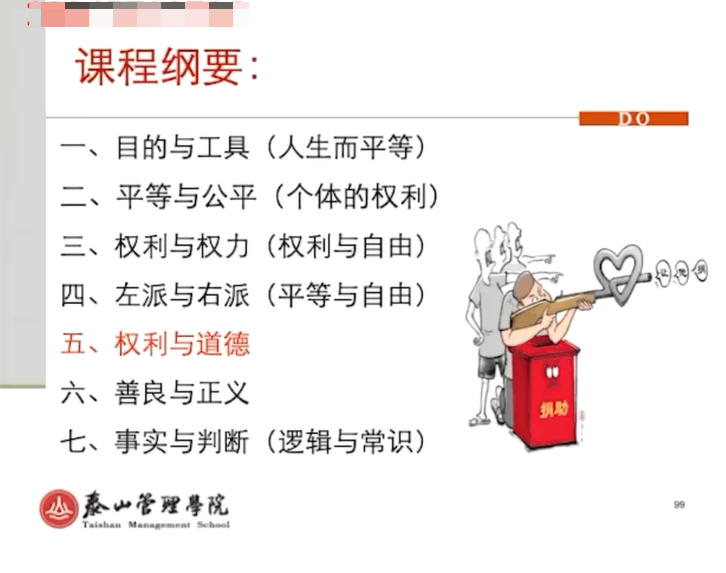 课程纲要：
DO
一、目的与工具（人生而平等）
二、平等与公平（个体的权利）
三、权利与权力（权利与自由）
四、左派与右派（平等与自由）
五、权利与道德
六、善良与正义
七、事实与判断（逻辑与常识）
让他捐
捐助
泰山管理學院
Taishan Management School
99